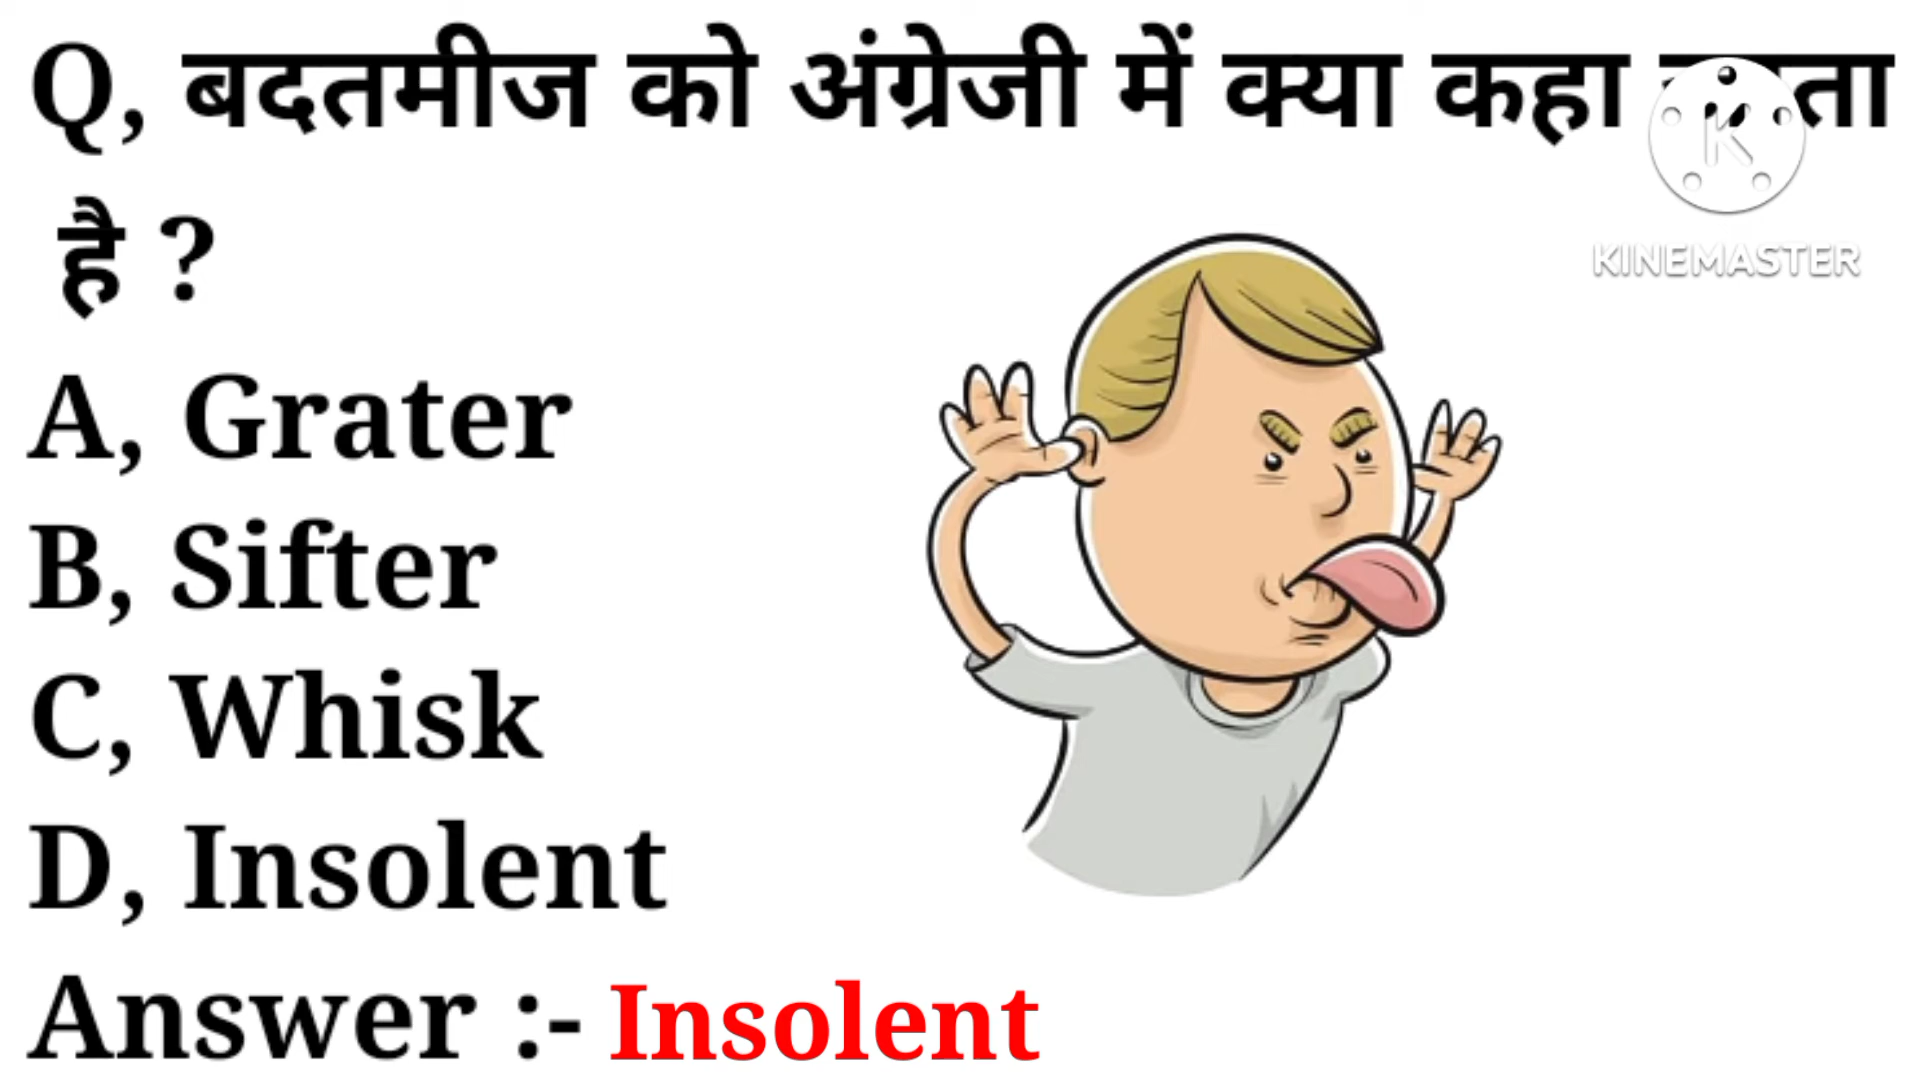 Q, बदतमीज को अंग्रेजी में क्या कहा
है ?
A, Grater
B, Sifter
C, Whisk
D, Insolent
Answer :- Insolent
KINEMASTER